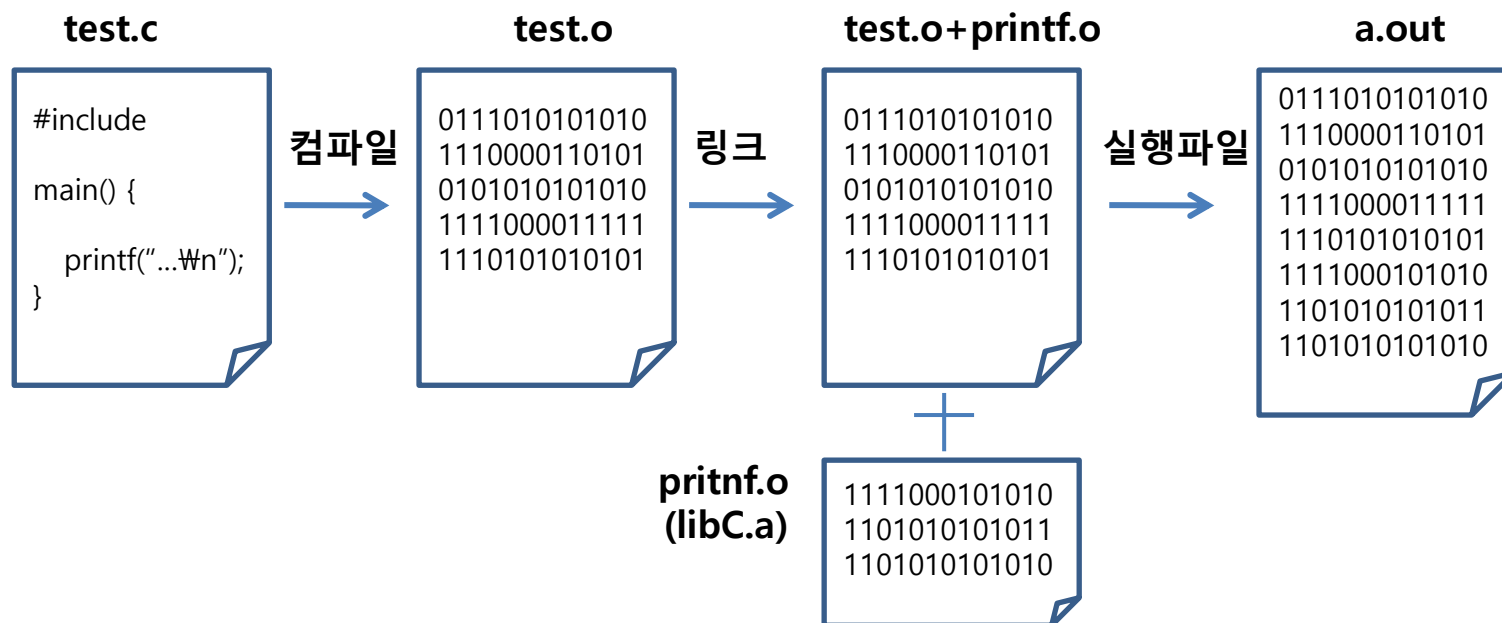 test.c
#include
main() {
printf(“...₩n”);
}
컴파일
test.o
0111010101010
1110000110101
0101010101010
1111000011111
1110101010101
링크
test.o+printf.o
0111010101010
1110000110101
0101010101010
1111000011111
1110101010101
pritnf.o
(libC.a)
1111000101010
1101010101011
1101010101010
실행파일
a.out
0111010101010
1110000110101
0101010101010
1111000011111
1110101010101
1111000101010
1101010101011
1101010101010